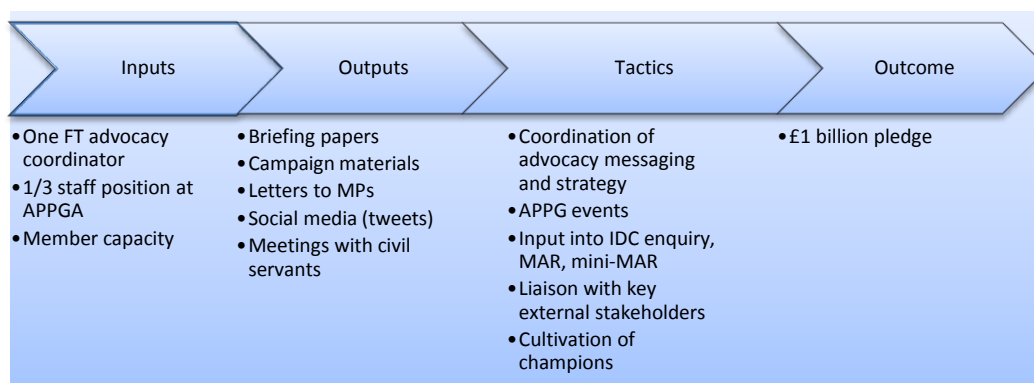 Inputs
Outputs
Tactics
Outcome
•One FT advocacy
coordinator
•1/3 staff position at
APPGA
•Member capacity
•Briefing papers
•Campaign materials
•Letters to MPs
•Social media (tweets)
•Meetings with civil
servants
•Coordination of
advocacy messaging
and strategy
•APPG events
•Input into IDC enquiry,
MAR, mini-MAR
•Liaison with key
external stakeholders
•Cultivation of
champions
•£1 billion pledge